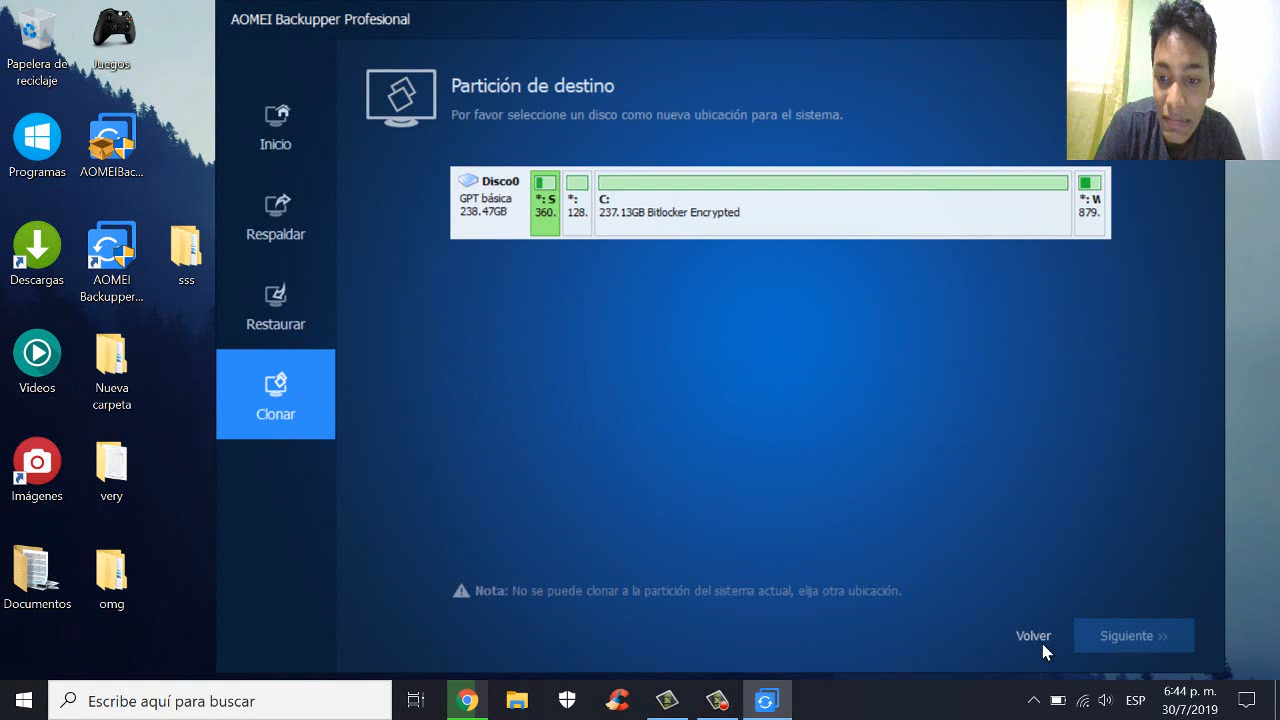 AOMEI Backupper Profesional
Papelera de
reciclaje
Juegos
Programas
AOMEIBac...
Descargas
AOMEI
Backupper...
sss
Videos
Nueva
carpeta
Imágenes
very
Documentos
omg
Inicio
Respaldar
Restaurar
Clonar
Partición de destino
Por favor seleccione un disco como nueva ubicación para el sistema.
Disco0
GPT básica
238.47GB
*: S
360.
*:
128.
C:
237.13GB Bitlocker Encrypted
*: W
879.
Nota: No se puede clonar a la partición del sistema actual, elija otra ubicación.
Volver
Siguiente >>
Escribe aquí para buscar
ESP
6:44 p. m.
30/7/2019